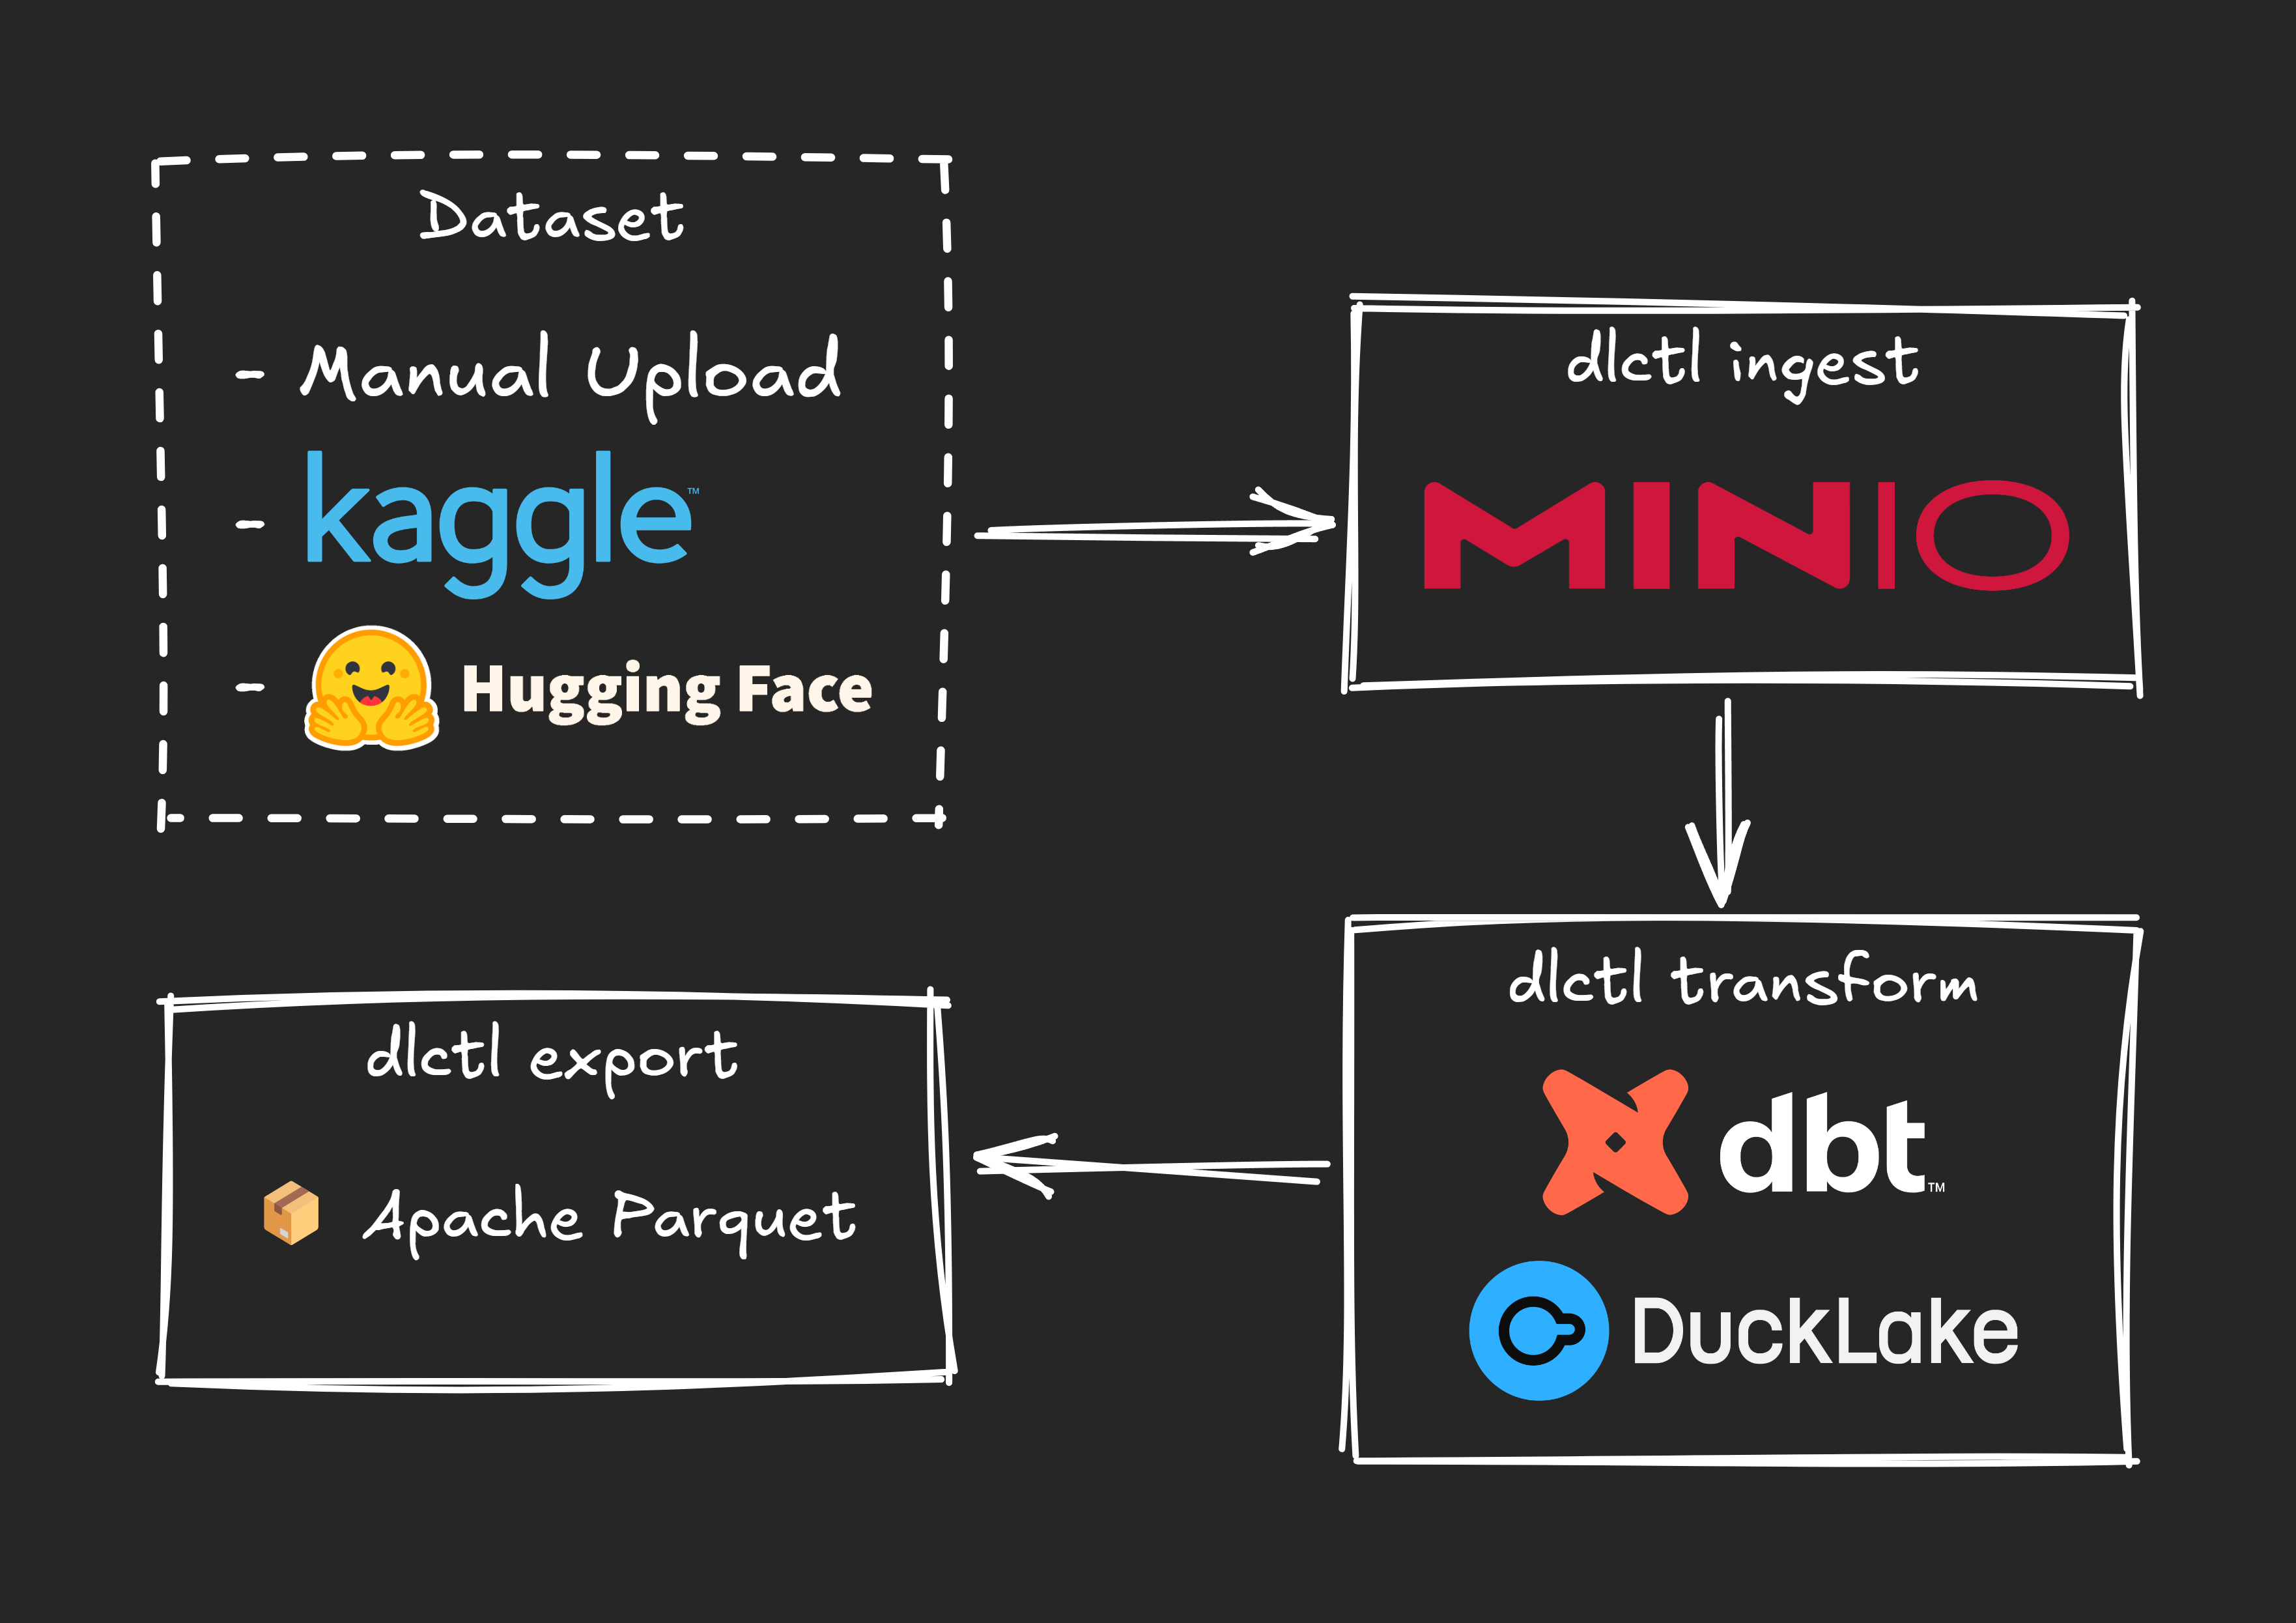 Dataset
- Manual Upload
- kaggle™
- Hugging Face
dlctl ingest
MINIO
dlctl transform
dbt™
DuckLake
dlctl export
Apache Parquet